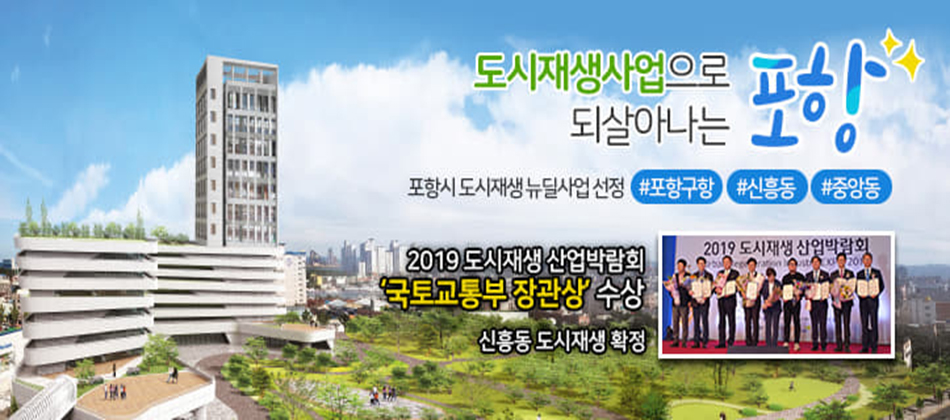 도시재생사업으로
되살아나는 포항
포항시 도시재생 뉴딜사업 선정 #포항구항 #신흥동 #중앙동
2019 도시재생 산업박람회
'국토교통부 장관상' 수상
신흥동 도시재생 확정
2019 도시재생 산업박람회